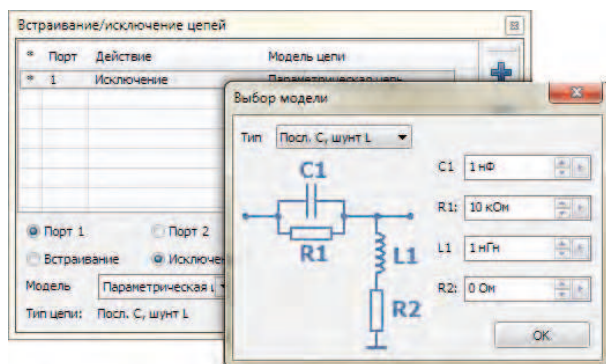 Встраивание/исключение цепей
* Порт Действие Модель цепи
* 1 Исключение Параметрическая цепь
Порт 1 Порт 2
Встраивание Исключен
Модель Параметрическая
Тип цепи: Посл. C, шунт L
Выбор модели
Тип Посл. C, шунт L
C1
R1
L1
R2
C1 1 нФ
R1: 10 кОм
L1 1 нГн
R2: 0 Ом
OK